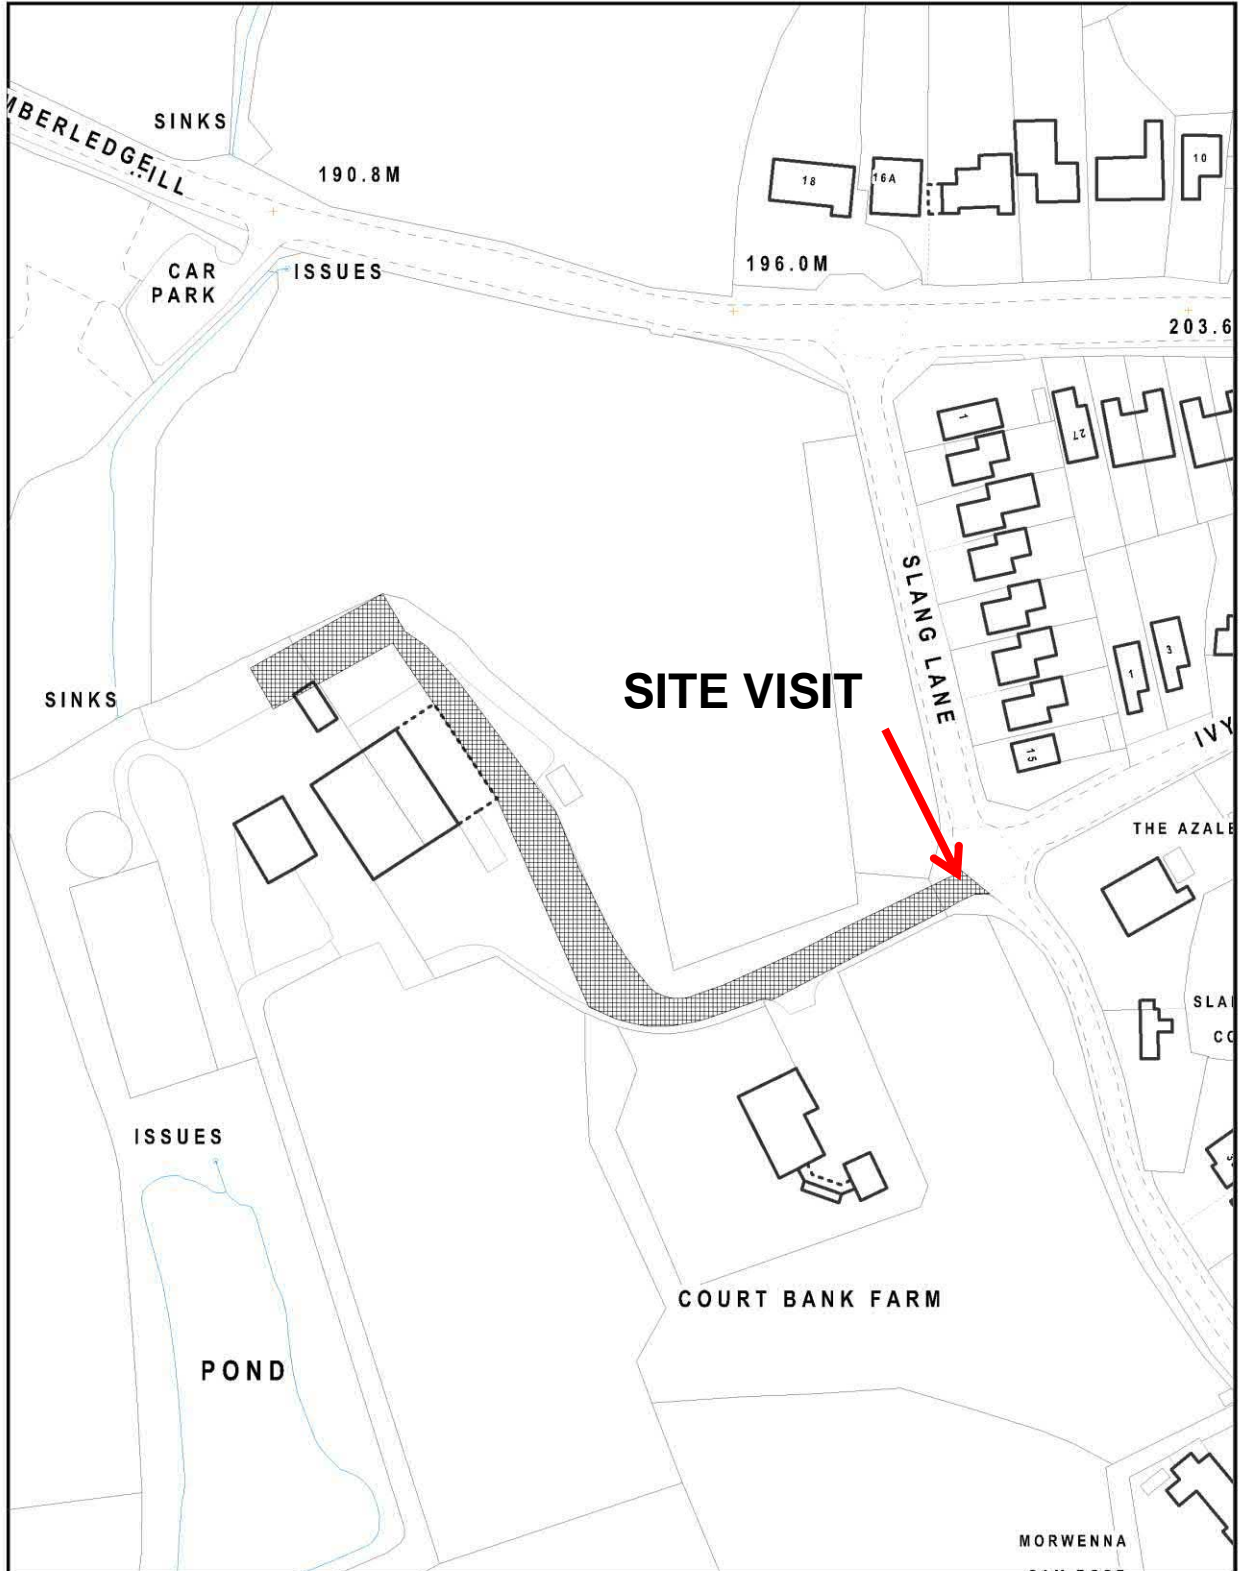 SINKS
MBERLEDGE
ILL
190.8M
ISSUES
CAR
PARK
18
16A
10
196.0M
203.6
1
27
SLANG LANE
SITE VISIT
SINKS
1
3
15
IVY
THE AZALE
SLA
CO
ISSUES
COURT BANK FARM
POND
MORWENNA